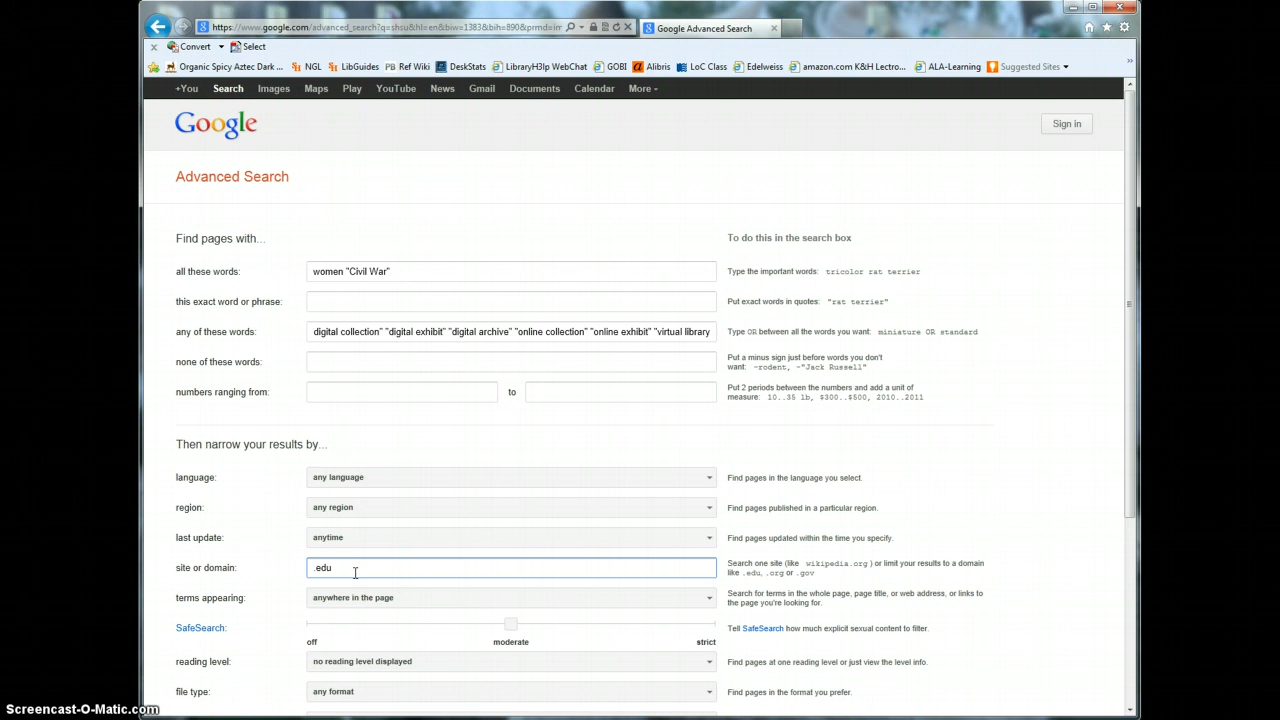 https://www.google.com/advanced_search?q=shsu&hl=en&biw=1383&bih=890&prmd=im
Google Advanced Search
Convert Select
Organic Spicy Aztec Dark ... NGL LibGuides Ref Wiki DeskStats LibraryH3lp WebChat GOBI Alibris LoC Class Edelweiss amazon.com K&H Lectro... ALA-Learning Suggested Sites
+You Search Images Maps Play YouTube News Gmail Documents Calendar More
Google
Sign in
Advanced Search
Find pages with...
To do this in the search box
all these words: women "Civil War" Type the important words: tricolor rat terrier
this exact word or phrase: Put exact words in quotes: "rat terrier"
any of these words: digital collection" "digital exhibit" "digital archive" "online collection" "online exhibit" "virtual library Type OR between all the words you want: miniature OR standard
none of these words: Put a minus sign just before words you don't
want: -rodent, -"Jack Russell"
numbers ranging from: to Put 2 periods between the numbers and add a unit of
measure: 10..35 lb, $300..$500, 2010..2011
Then narrow your results by...
language: any language Find pages in the language you select.
region: any region Find pages published in a particular region.
last update: anytime Find pages updated within the time you specify.
site or domain: .edu Search one site (like wikipedia.org ) or limit your results to a domain
like .edu, .org or .gov
terms appearing: anywhere in the page Search for terms in the whole page, page title, or web address, or links to
the page you're looking for.
SafeSearch: Tell SafeSearch how much explicit sexual content to filter.
off moderate strict
reading level: no reading level displayed Find pages at one reading level or just view the level info.
file type: any format Find pages in the format you prefer.
Screencast-O-Matic.com